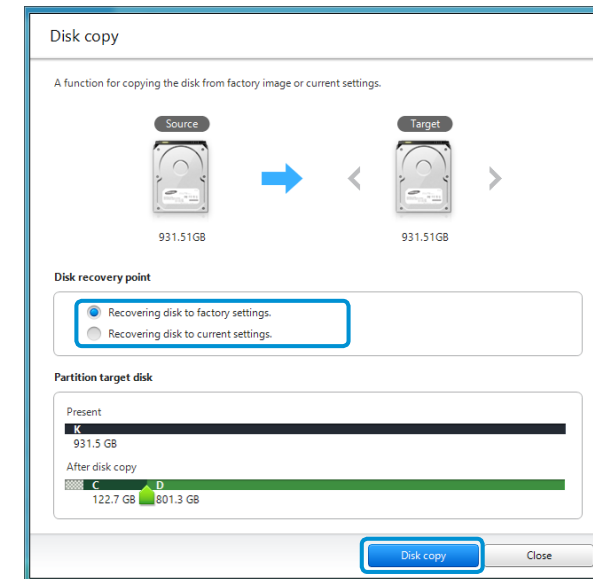 Disk copy
A function for copying the disk from factory image or current settings.
Source
Target
931.51GB
931.51GB
Disk recovery point
Recovering disk to factory settings.
Recovering disk to current settings.
Partition target disk
Present
K
931.5 GB
After disk copy
C
D
122.7 GB
801.3 GB
Disk copy
Close